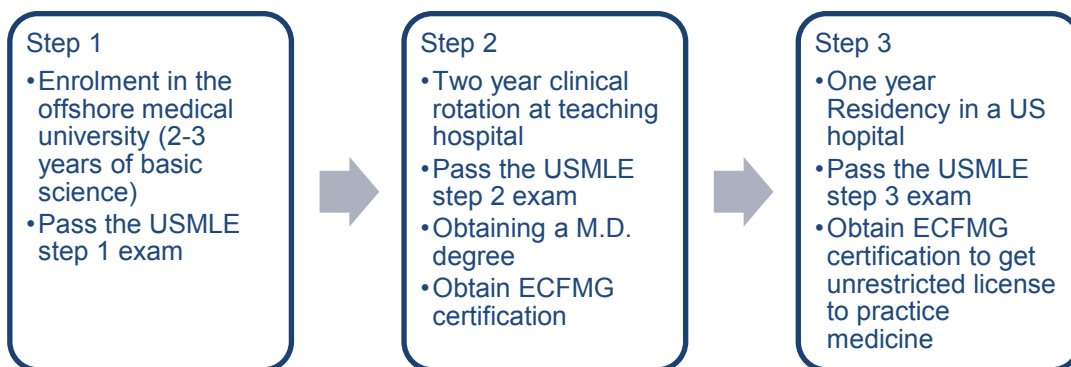 Step 1
•Enrolment in the
offshore medical
university (2-3
years of basic
science)
•Pass the USMLE
step 1 exam
Step 2
•Two year clinical
rotation at teaching
hospital
•Pass the USMLE
step 2 exam
•Obtaining a M.D.
degree
•Obtain ECFMG
certification
Step 3
•One year
Residency in a US
hopital
•Pass the USMLE
step 3 exam
•Obtain ECFMG
certification to get
unrestricted license
to practice
medicine